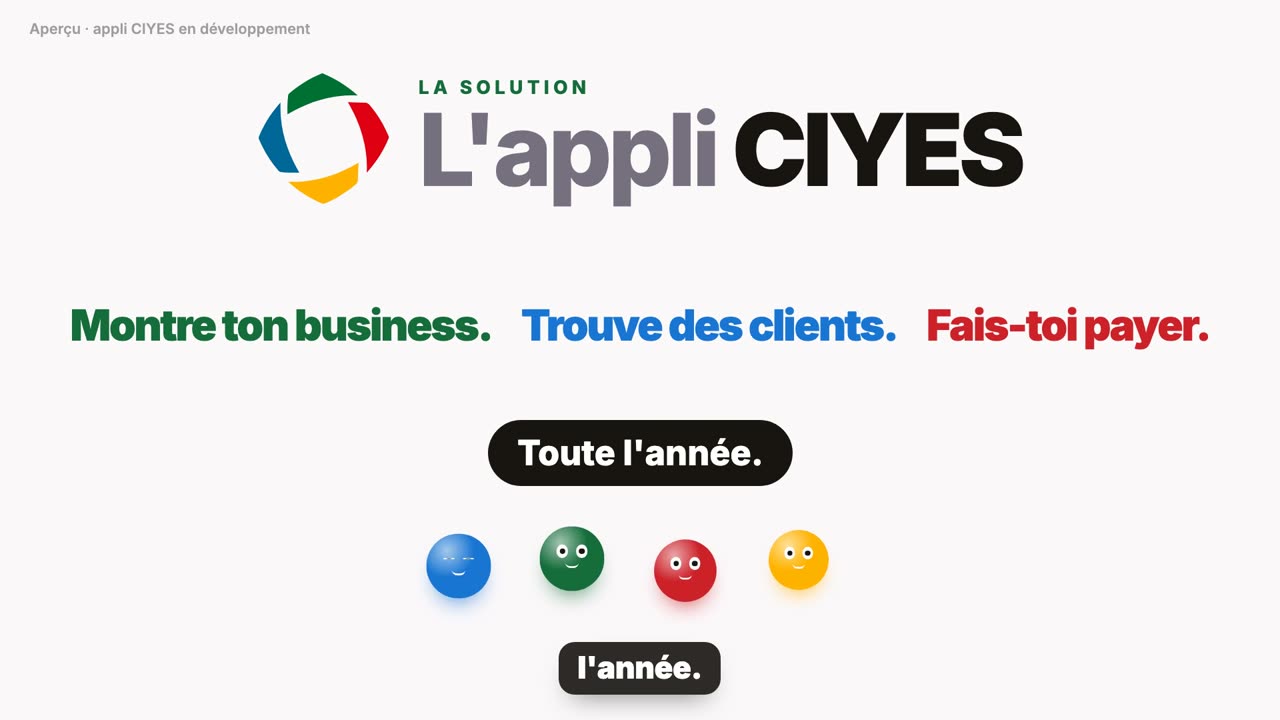 Aperçu · appli CIYES en développement
LA SOLUTION
L'appli CIYES
Montre ton business. Trouve des clients. Fais-toi payer.
Toute l'année.
l'année.